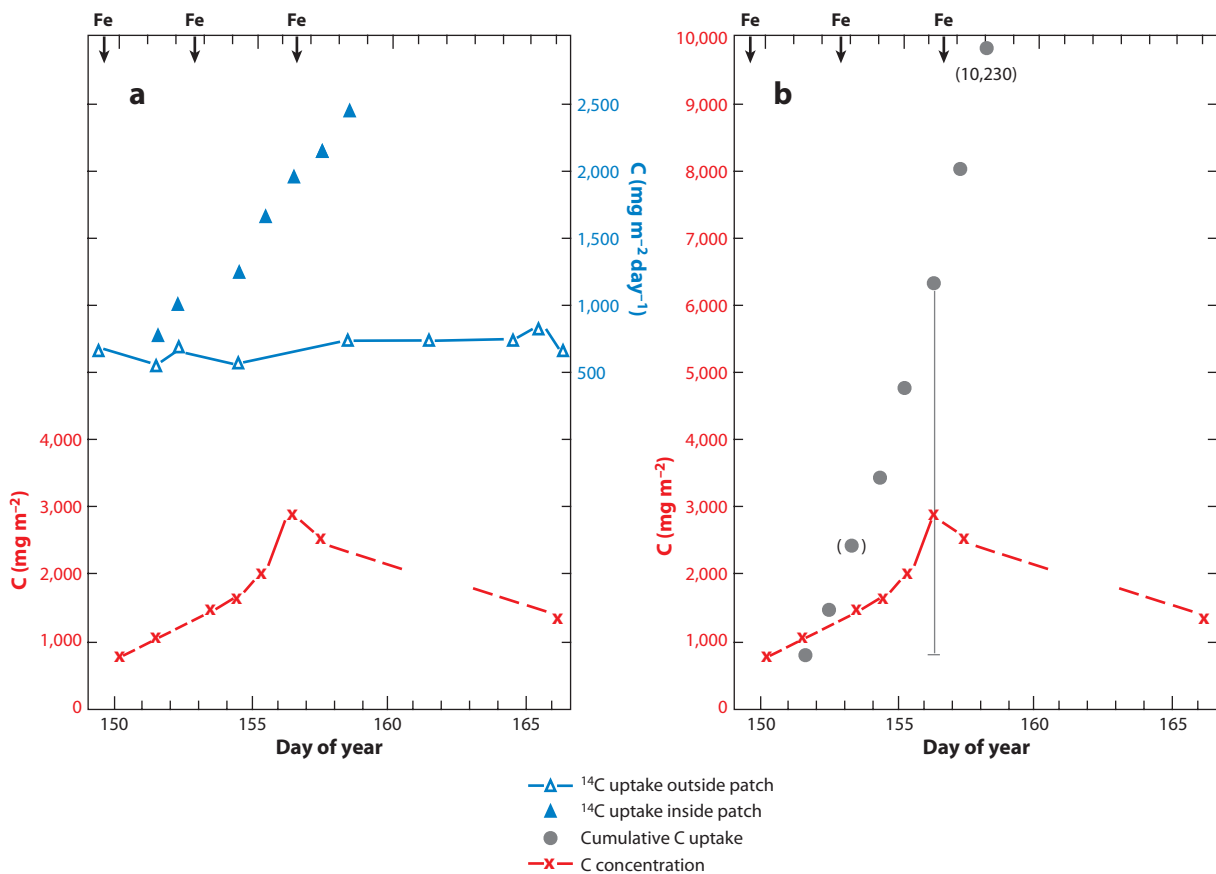 Fe Fe Fe
a
2,500
2,000
1,500
1,000
500
C (mg m⁻² day⁻¹)
4,000
3,000
2,000
1,000
0
C (mg m⁻²)
150 155 160 165
Day of year
Fe Fe Fe
b
10,000
9,000
8,000
7,000
6,000
5,000
4,000
3,000
2,000
1,000
0
C (mg m⁻²)
(10,230)
( )
150 155 160 165
Day of year
¹⁴C uptake outside patch
¹⁴C uptake inside patch
Cumulative C uptake
x C concentration